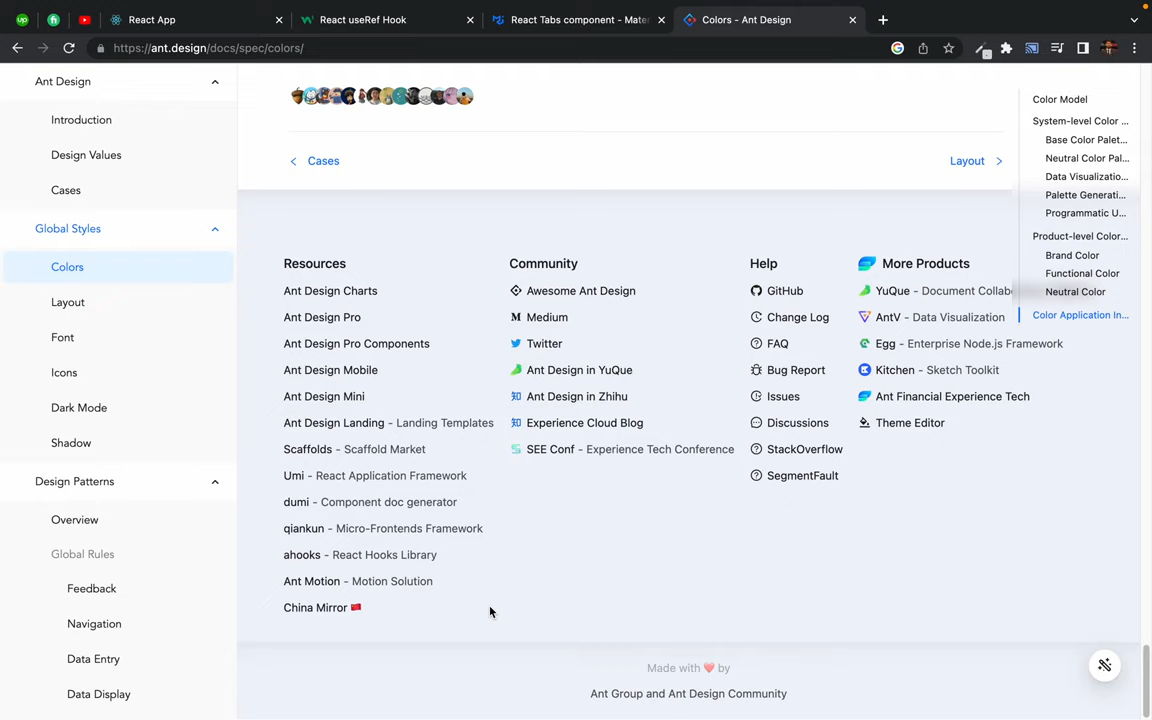 React App
React useRef Hook
React Tabs component - Mater
Colors - Ant Design
https://ant.design/docs/spec/colors/
Ant Design
Introduction
Design Values
Cases
Global Styles
Colors
Layout
Font
Icons
Dark Mode
Shadow
Design Patterns
Overview
Global Rules
Feedback
Navigation
Data Entry
Data Display
Cases
Layout
Resources
Ant Design Charts
Ant Design Pro
Ant Design Pro Components
Ant Design Mobile
Ant Design Mini
Ant Design Landing - Landing Templates
Scaffolds - Scaffold Market
Umi - React Application Framework
dumi - Component doc generator
qiankun - Micro-Frontends Framework
ahooks - React Hooks Library
Ant Motion - Motion Solution
China Mirror 🇨🇳
Community
Awesome Ant Design
Medium
Twitter
Ant Design in YuQue
Ant Design in Zhihu
Experience Cloud Blog
SEE Conf - Experience Tech Conference
Help
GitHub
Change Log
FAQ
Bug Report
Issues
Discussions
StackOverflow
SegmentFault
More Products
YuQue - Document Collabo
AntV - Data Visualization
Egg - Enterprise Node.js Framework
Kitchen - Sketch Toolkit
Ant Financial Experience Tech
Theme Editor
Color Model
System-level Color ...
Base Color Palet...
Neutral Color Pal...
Data Visualizatio...
Palette Generati...
Programmatic U...
Product-level Color...
Brand Color
Functional Color
Neutral Color
Color Application In...
Made with ❤️ by
Ant Group and Ant Design Community